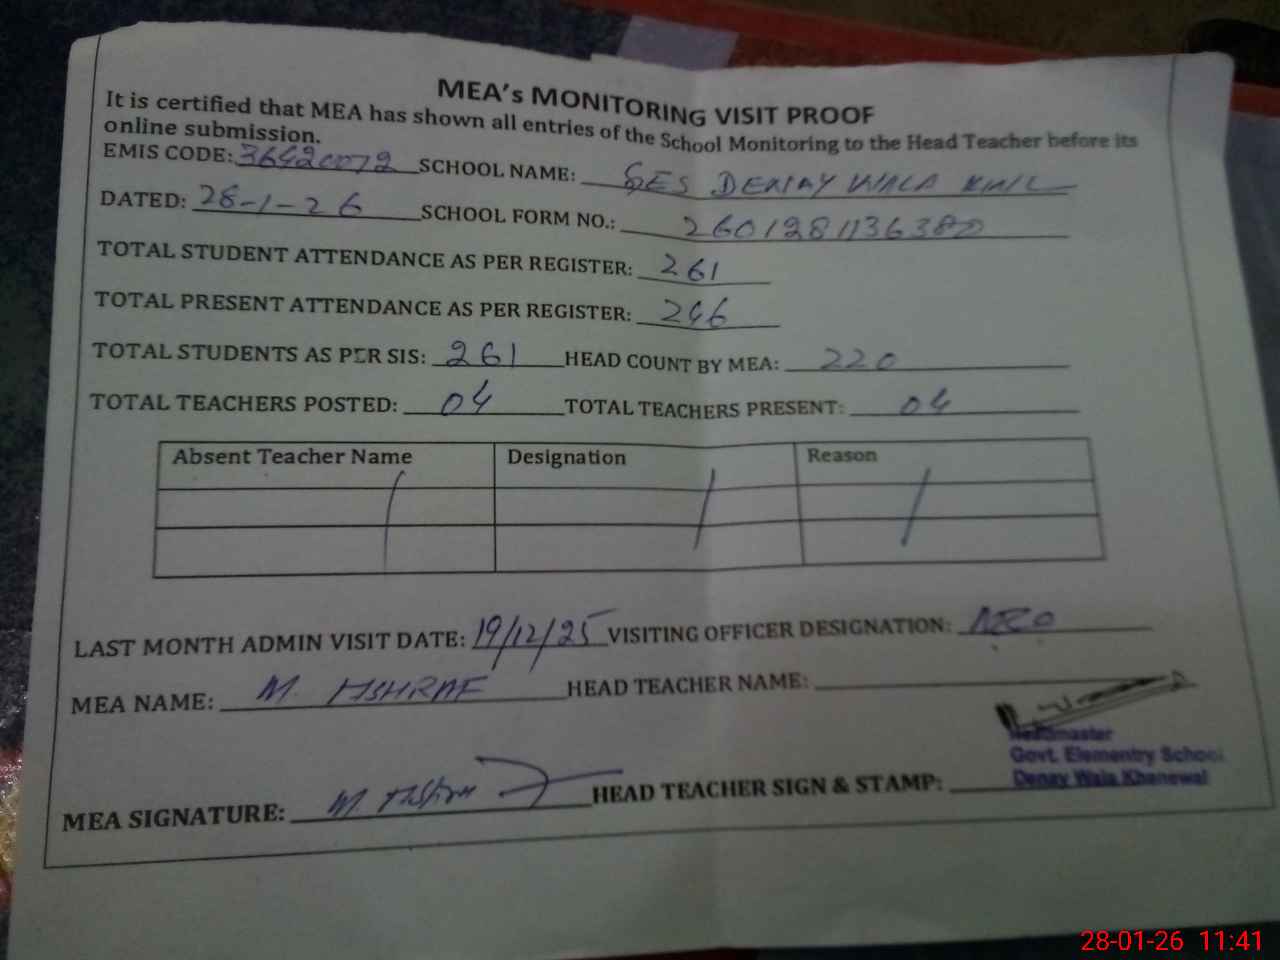 MEA's MONITORING VISIT PROOF
It is certified that MEA has shown all entries of the School Monitoring to the Head Teacher before its
online submission.
EMIS CODE: 36420072 SCHOOL NAME: GES DENAY WALA KWL
DATED: 28-1-26 SCHOOL FORM NO.: 2601281136380
TOTAL STUDENT ATTENDANCE AS PER REGISTER: 261
TOTAL PRESENT ATTENDANCE AS PER REGISTER: 246
TOTAL STUDENTS AS PER SIS: 261 HEAD COUNT BY MEA: 220
TOTAL TEACHERS POSTED: 04 TOTAL TEACHERS PRESENT: 04
Absent Teacher Name Designation Reason
LAST MONTH ADMIN VISIT DATE: 19/12/25 VISITING OFFICER DESIGNATION: AEO
MEA NAME: M. ASHRAF HEAD TEACHER NAME:
Headmaster
Govt. Elementry School
Denay Wala Khanewal
MEA SIGNATURE: M. Ashra HEAD TEACHER SIGN & STAMP:
28-01-26 11:41